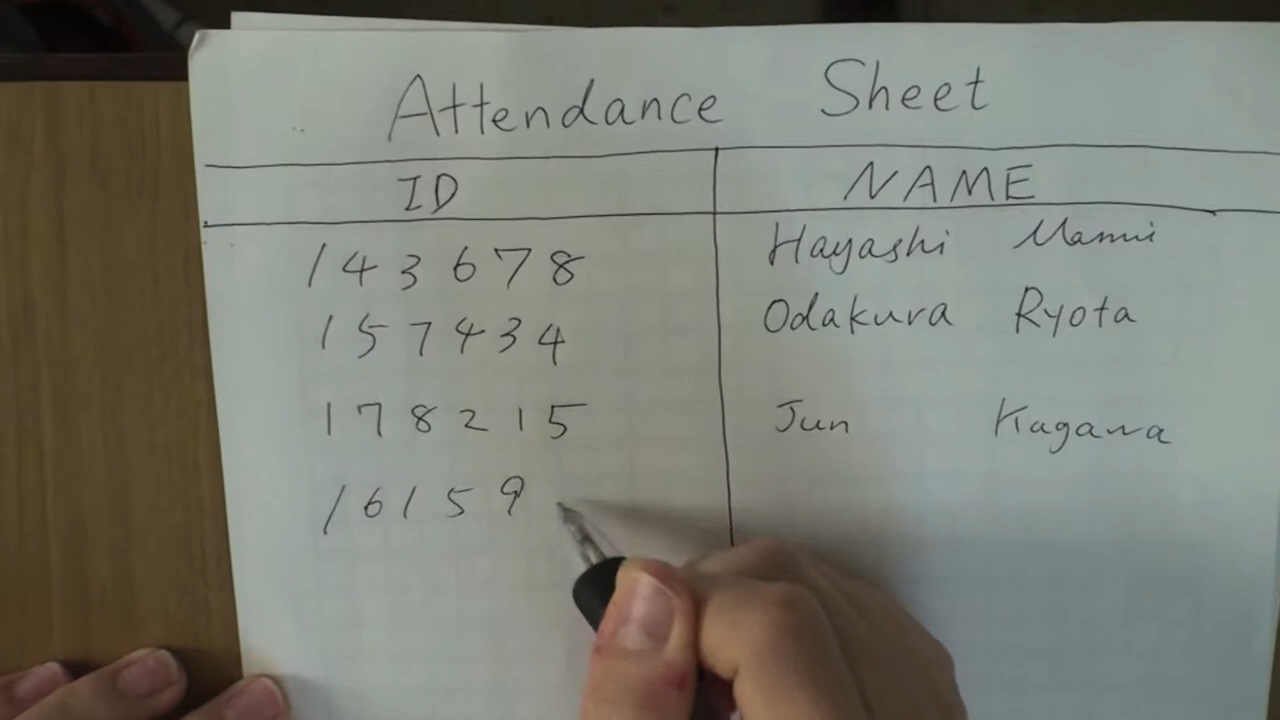 Attendance Sheet
ID NAME
143678 Hayashi Mami
157434 Odakura Ryota
178215 Jun Kagawa
16159